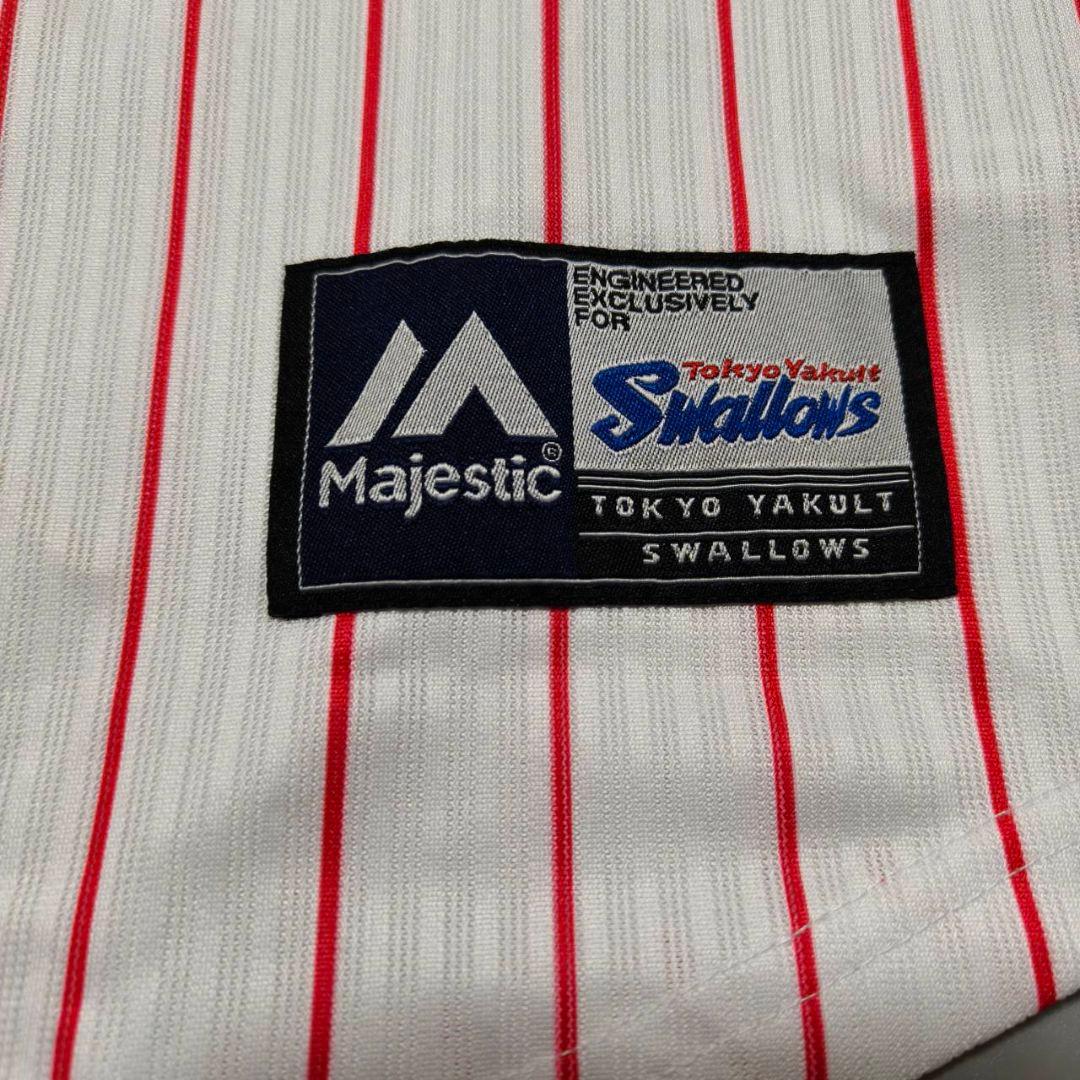 Majestic
®
ENGINEERED
EXCLUSIVELY
FOR
Tokyo Yakult
Swallows
TOKYO YAKULT
SWALLOWS